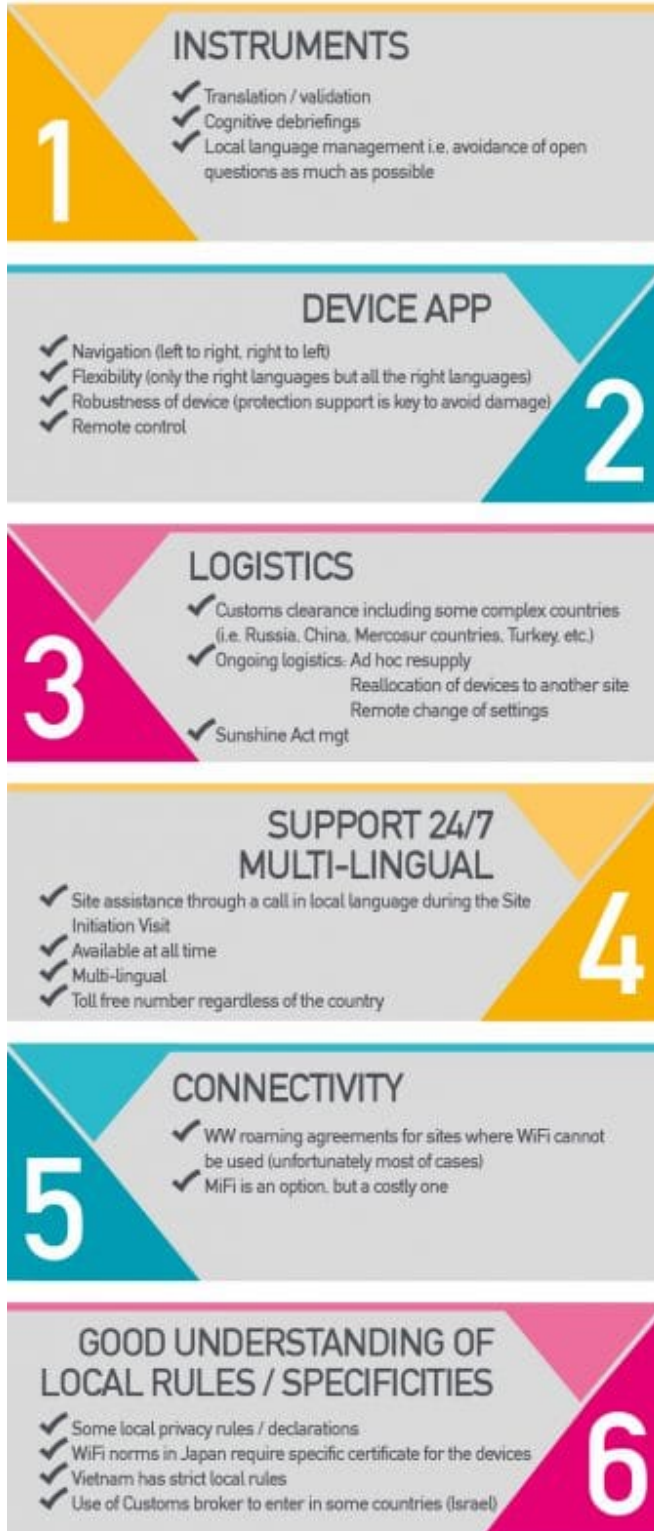 1
INSTRUMENTS
Translation / validation
Cognitive debriefings
Local language management i.e. avoidance of open
questions as much as possible
DEVICE APP
2
Navigation (left to right, right to left)
Flexibility (only the right languages but all the right languages)
Robustness of device (protection support is key to avoid damage)
Remote control
3
LOGISTICS
Customs clearance including some complex countries
(i.e. Russia, China, Mercosur countries, Turkey, etc.)
Ongoing logistics: Ad hoc resupply
Reallocation of devices to another site
Remote change of settings
Sunshine Act mgt
SUPPORT 24/7
MULTI-LINGUAL
4
Site assistance through a call in local language during the Site
Initiation Visit
Available at all time
Multi-lingual
Toll free number regardless of the country
5
CONNECTIVITY
WW roaming agreements for sites where WiFi cannot
be used (unfortunately most of cases)
MiFi is an option, but a costly one
GOOD UNDERSTANDING OF
LOCAL RULES / SPECIFICITIES
6
Some local privacy rules / declarations
WiFi norms in Japan require specific certificate for the devices
Vietnam has strict local rules
Use of Customs broker to enter in some countries (Israel)